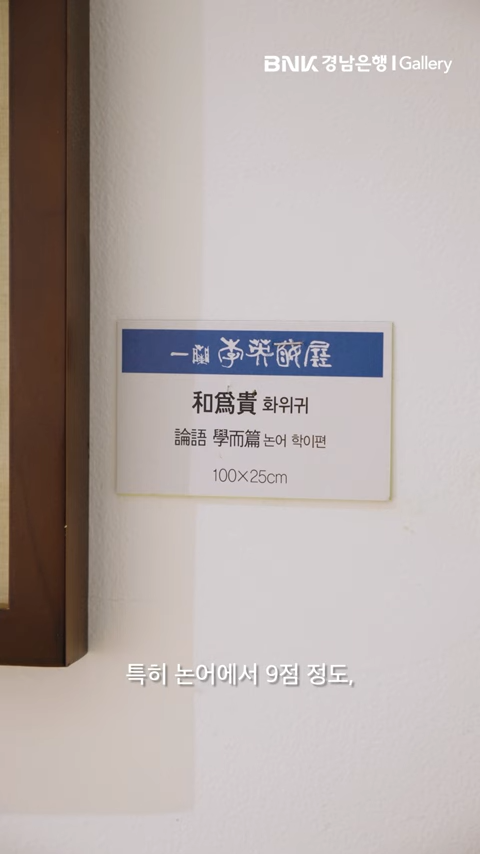 BNK 경남은행 | Gallery
和爲貴 화위귀
論語 學而篇 논어 학이편
100×25cm
특히 논어에서 9점 정도,